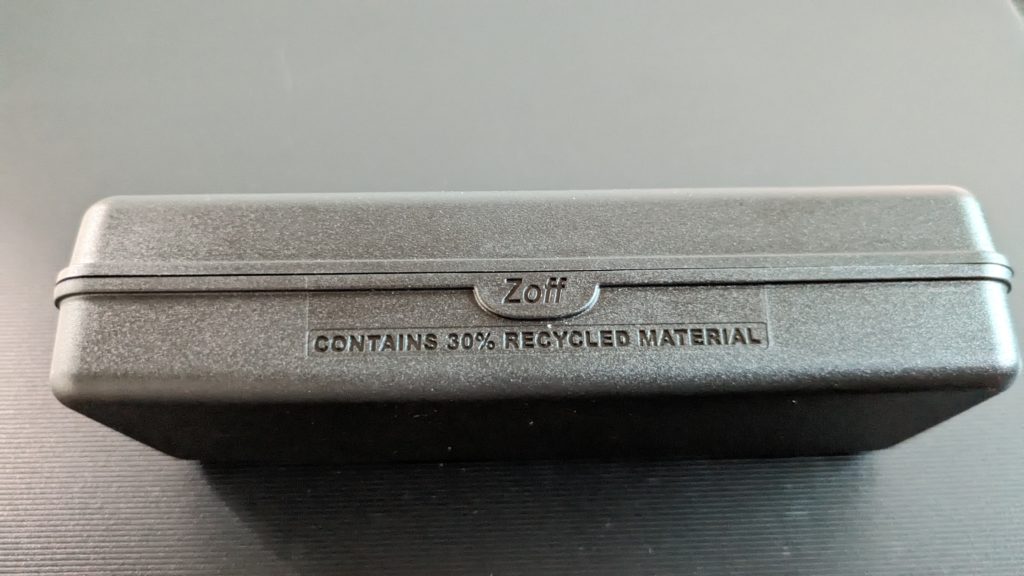 Zoff
CONTAINS 30% RECYCLED MATERIAL